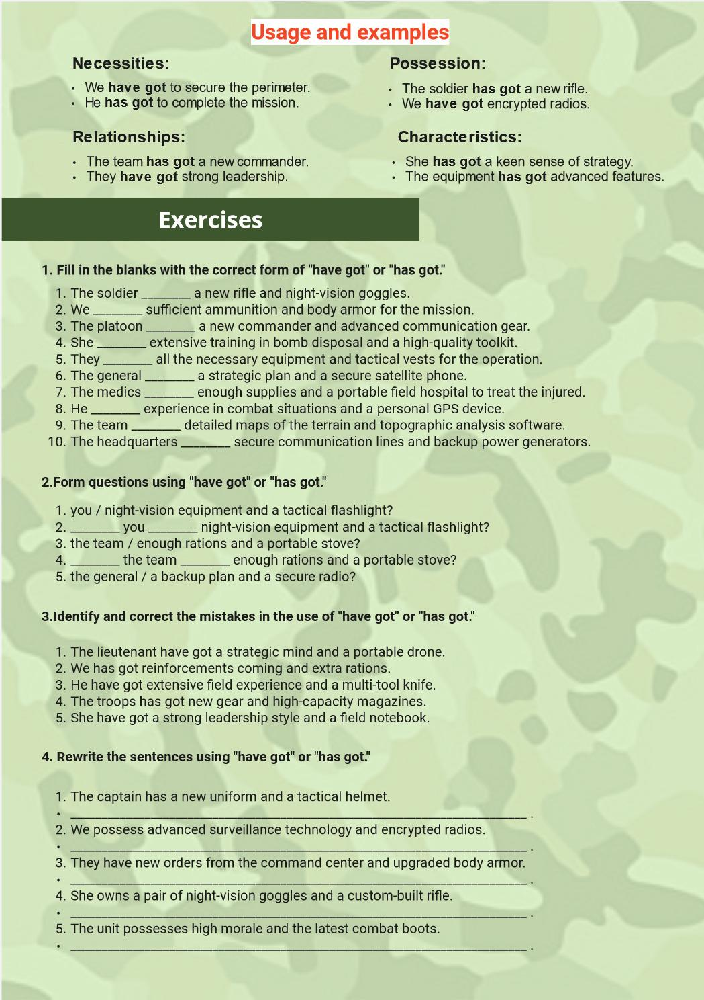 Usage and examples
Necessities:
• We have got to secure the perimeter.
• He has got to complete the mission.
Possession:
• The soldier has got a new rifle.
• We have got encrypted radios.
Relationships:
• The team has got a new commander.
• They have got strong leadership.
Characteristics:
• She has got a keen sense of strategy.
• The equipment has got advanced features.
Exercises
1. Fill in the blanks with the correct form of "have got" or "has got."
1. The soldier ________ a new rifle and night-vision goggles.
2. We ________ sufficient ammunition and body armor for the mission.
3. The platoon ________ a new commander and advanced communication gear.
4. She ________ extensive training in bomb disposal and a high-quality toolkit.
5. They ________ all the necessary equipment and tactical vests for the operation.
6. The general ________ a strategic plan and a secure satellite phone.
7. The medics ________ enough supplies and a portable field hospital to treat the injured.
8. He ________ experience in combat situations and a personal GPS device.
9. The team ________ detailed maps of the terrain and topographic analysis software.
10. The headquarters ________ secure communication lines and backup power generators.
2.Form questions using "have got" or "has got."
1. you / night-vision equipment and a tactical flashlight?
2. ________ you ________ night-vision equipment and a tactical flashlight?
3. the team / enough rations and a portable stove?
4. ________ the team ________ enough rations and a portable stove?
5. the general / a backup plan and a secure radio?
3.Identify and correct the mistakes in the use of "have got" or "has got."
1. The lieutenant have got a strategic mind and a portable drone.
2. We has got reinforcements coming and extra rations.
3. He have got extensive field experience and a multi-tool knife.
4. The troops has got new gear and high-capacity magazines.
5. She have got a strong leadership style and a field notebook.
4. Rewrite the sentences using "have got" or "has got."
1. The captain has a new uniform and a tactical helmet.
• ________________________________________________________________________ .
2. We possess advanced surveillance technology and encrypted radios.
• ________________________________________________________________________ .
3. They have new orders from the command center and upgraded body armor.
• ________________________________________________________________________ .
4. She owns a pair of night-vision goggles and a custom-built rifle.
• ________________________________________________________________________ .
5. The unit possesses high morale and the latest combat boots.
• ________________________________________________________________________ .